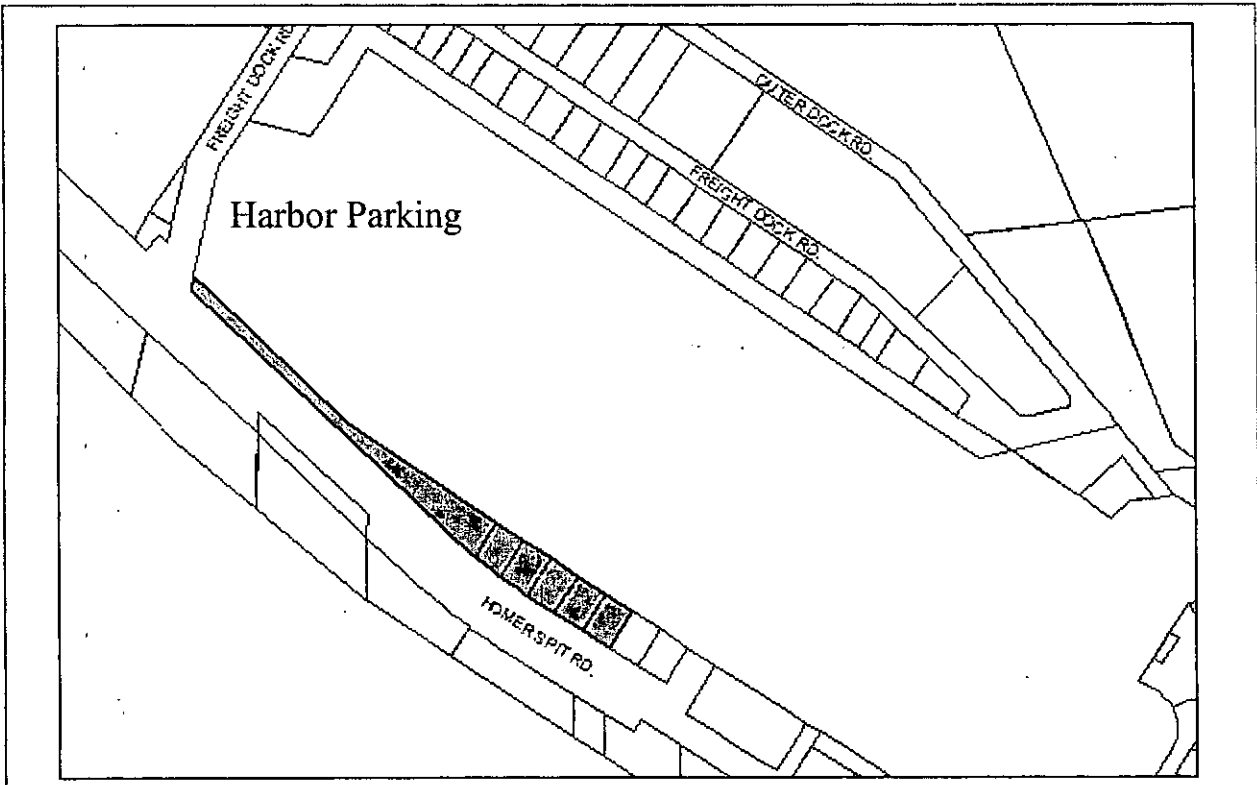 FREIGHT DOCK RD.
OUTER DOCK RD.
FREIGHT DOCK RD.
Harbor Parking
HOMER SPIT RD.